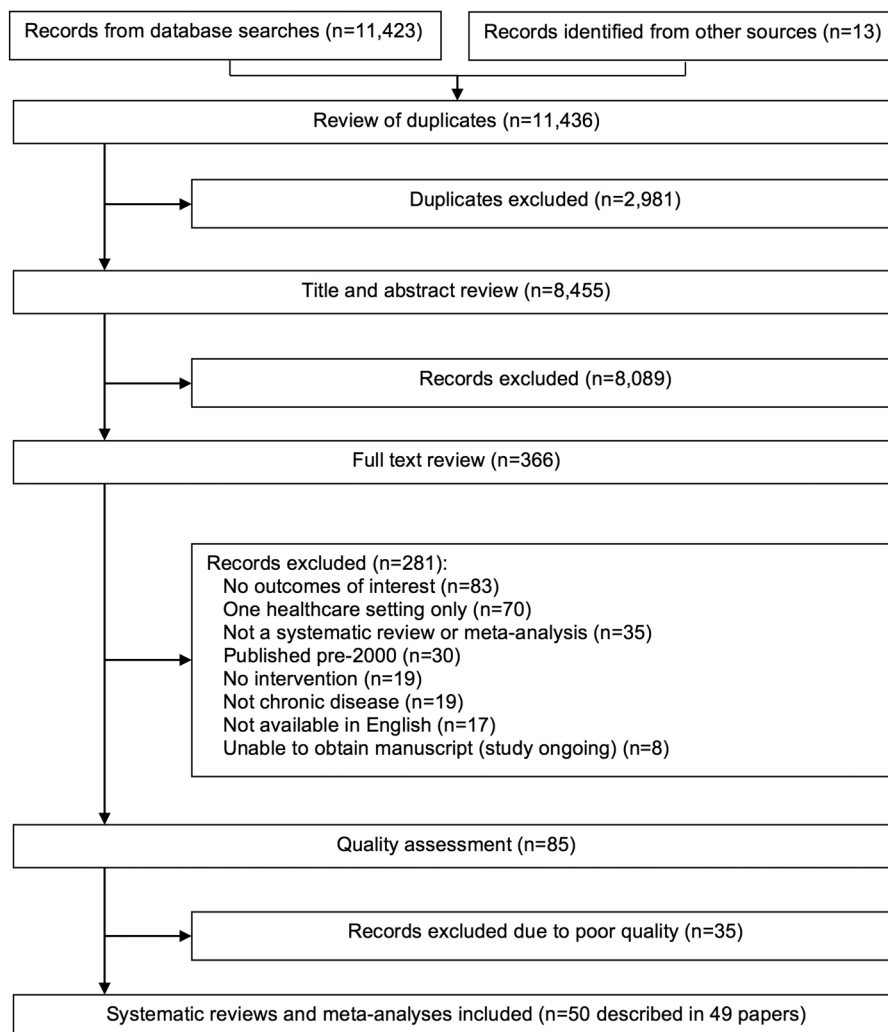 Records from database searches (n=11,423)
Records identified from other sources (n=13)
Review of duplicates (n=11,436)
Duplicates excluded (n=2,981)
Title and abstract review (n=8,455)
Records excluded (n=8,089)
Full text review (n=366)
Records excluded (n=281):
No outcomes of interest (n=83)
One healthcare setting only (n=70)
Not a systematic review or meta-analysis (n=35)
Published pre-2000 (n=30)
No intervention (n=19)
Not chronic disease (n=19)
Not available in English (n=17)
Unable to obtain manuscript (study ongoing) (n=8)
Quality assessment (n=85)
Records excluded due to poor quality (n=35)
Systematic reviews and meta-analyses included (n=50 described in 49 papers)